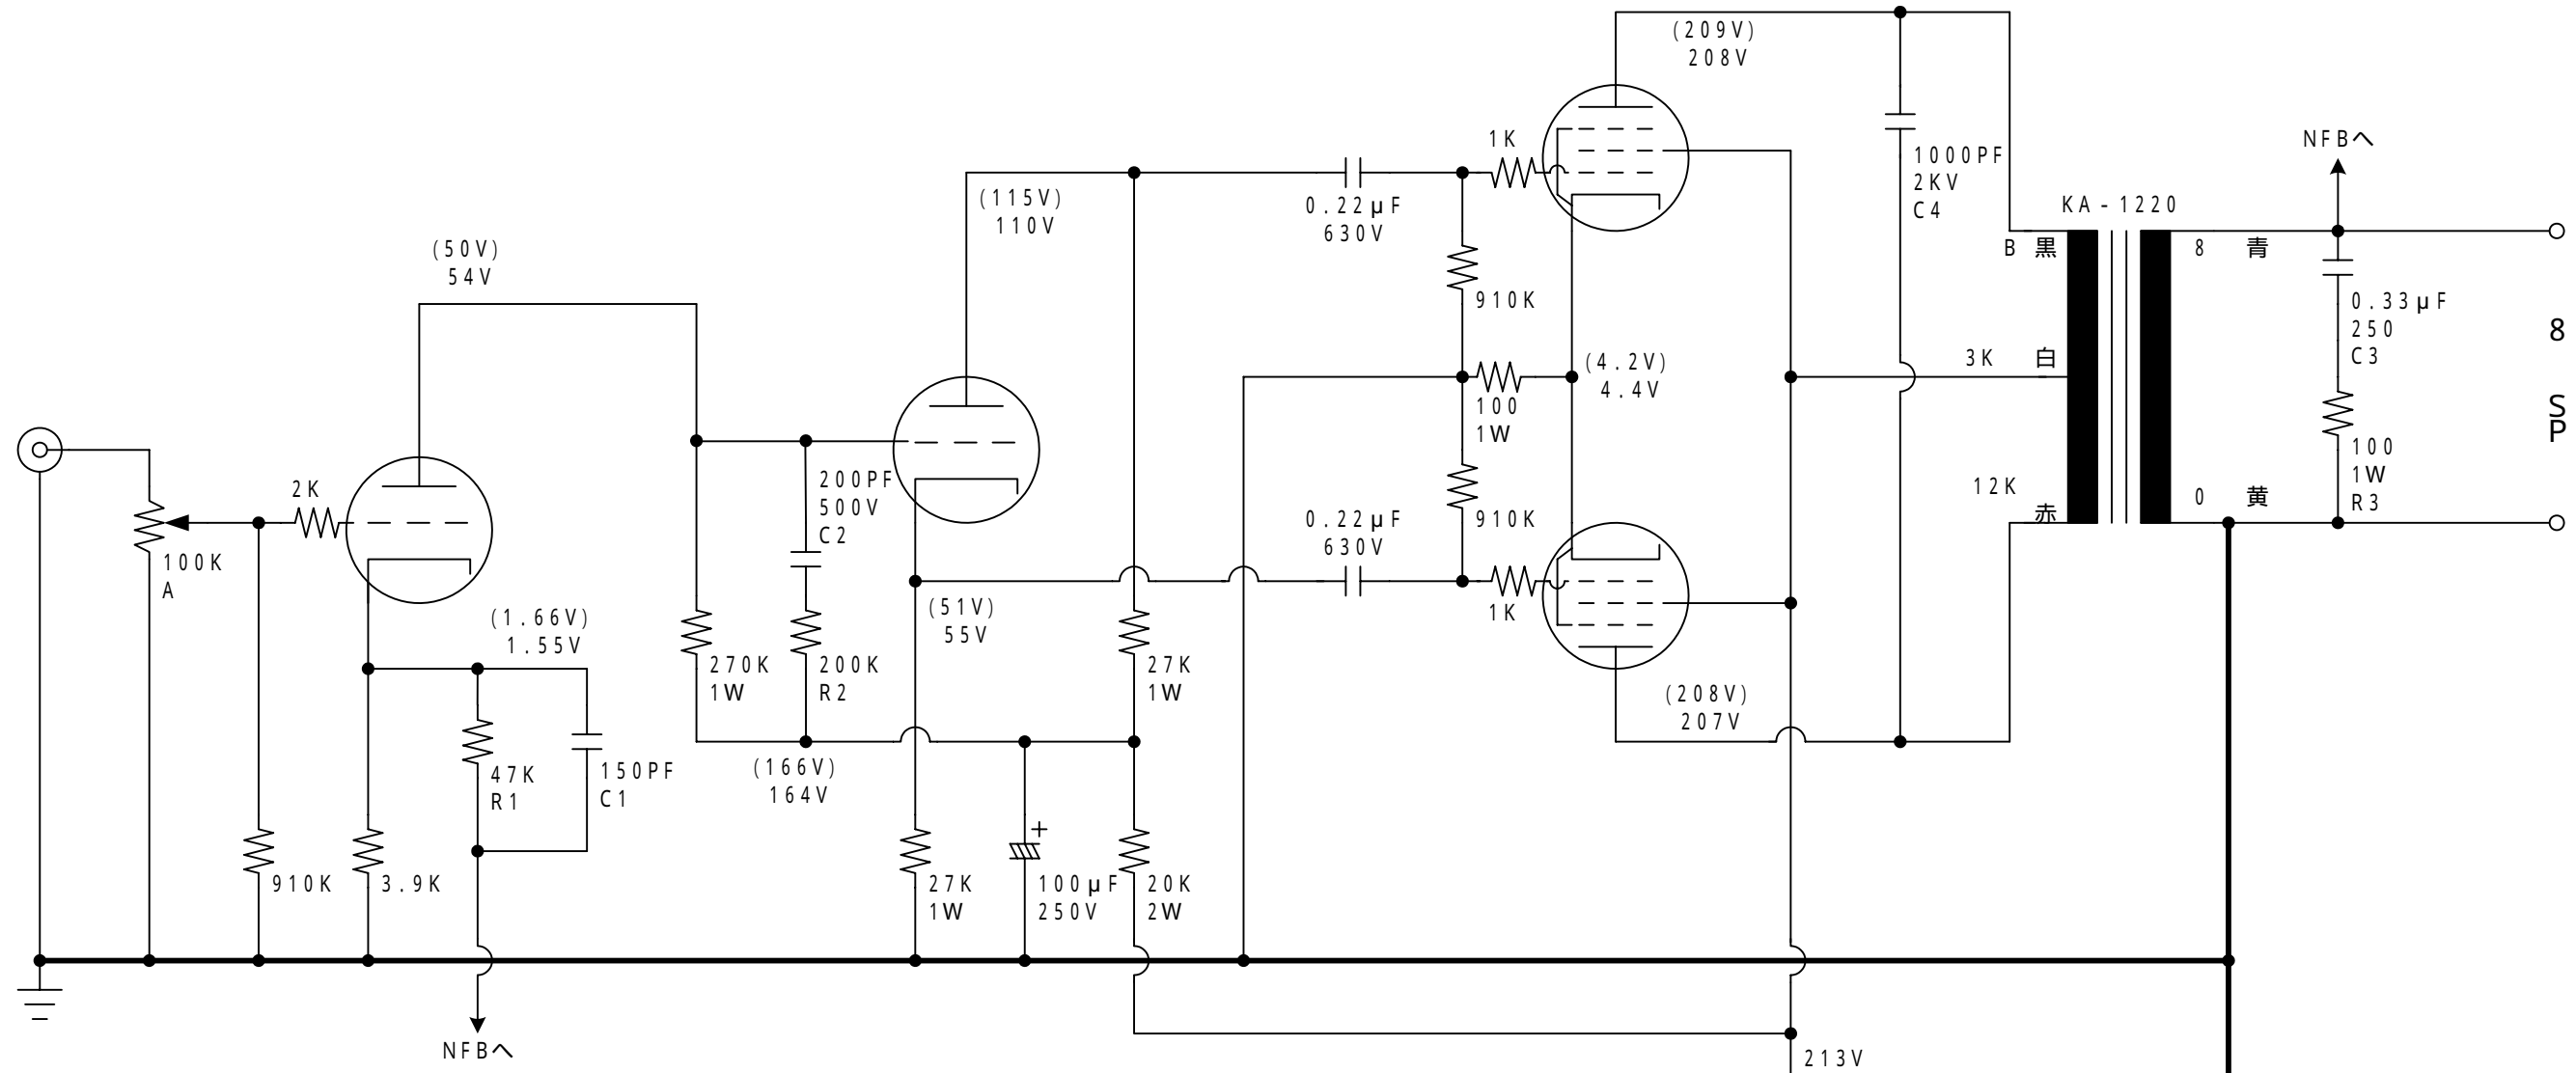 100K
A
2K
910K
3.9K
(50V)
54V
(1.66V)
1.55V
47K
R1
150PF
C1
NFBへ
270K
1W
200PF
500V
C2
200K
R2
(166V)
164V
(115V)
110V
(51V)
55V
27K
1W
+
100μF
250V
27K
1W
20K
2W
0.22μF
630V
0.22μF
630V
1K
910K
100
1W
910K
1K
(4.2V)
4.4V
(209V)
208V
(208V)
207V
213V
1000PF
2KV
C4
KA-1220
B 黒
3K 白
12K
赤
8 青
0 黄
NFBへ
0.33μF
250
C3
100
1W
R3
8
SP